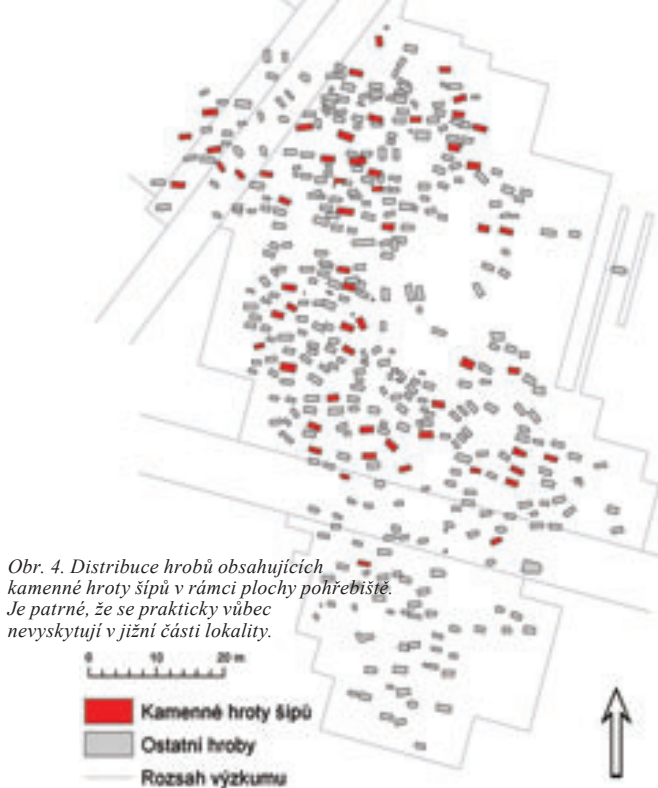 Obr. 4. Distribuce hrobů obsahujících
kamenné hroty šípů v rámci plochy pohřebiště.
Je patrné, že se prakticky vůbec
nevyskytují v jižní části lokality.
0 10 20 m
Kamenné hroty šípů
Ostatní hroby
Rozsah výzkumu